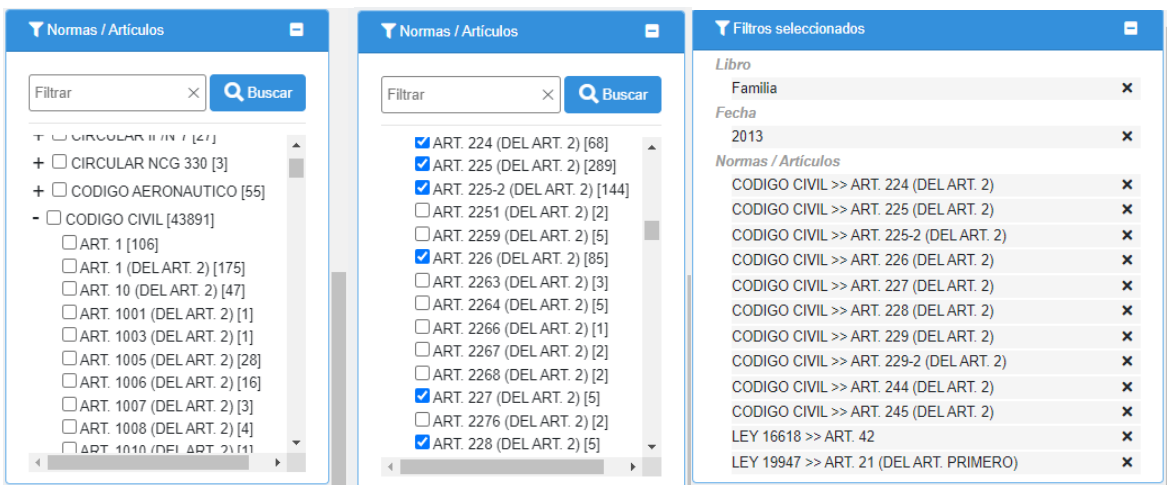 Normas / Artículos
Filtrar
Buscar
CIRCULAR NCG 330 [3]
CODIGO AERONAUTICO [55]
CODIGO CIVIL [43891]
ART. 1 [106]
ART. 1 (DEL ART. 2) [175]
ART. 10 (DEL ART. 2) [47]
ART. 1001 (DEL ART. 2) [1]
ART. 1003 (DEL ART. 2) [1]
ART. 1005 (DEL ART. 2) [28]
ART. 1006 (DEL ART. 2) [16]
ART. 1007 (DEL ART. 2) [3]
ART. 1008 (DEL ART. 2) [4]
ART. 1010 (DEL ART. 2) [1]
Normas / Artículos
Filtrar
Buscar
ART. 224 (DEL ART. 2) [68]
ART. 225 (DEL ART. 2) [289]
ART. 225-2 (DEL ART. 2) [144]
ART. 2251 (DEL ART. 2) [2]
ART. 2259 (DEL ART. 2) [5]
ART. 226 (DEL ART. 2) [85]
ART. 2263 (DEL ART. 2) [3]
ART. 2264 (DEL ART. 2) [5]
ART. 2266 (DEL ART. 2) [1]
ART. 2267 (DEL ART. 2) [2]
ART. 2268 (DEL ART. 2) [2]
ART. 227 (DEL ART. 2) [5]
ART. 2276 (DEL ART. 2) [2]
ART. 228 (DEL ART. 2) [5]
Filtros seleccionados
Libro
Familia
Fecha
2013
Normas / Artículos
CODIGO CIVIL >> ART. 224 (DEL ART. 2)
CODIGO CIVIL >> ART. 225 (DEL ART. 2)
CODIGO CIVIL >> ART. 225-2 (DEL ART. 2)
CODIGO CIVIL >> ART. 226 (DEL ART. 2)
CODIGO CIVIL >> ART. 227 (DEL ART. 2)
CODIGO CIVIL >> ART. 228 (DEL ART. 2)
CODIGO CIVIL >> ART. 229 (DEL ART. 2)
CODIGO CIVIL >> ART. 229-2 (DEL ART. 2)
CODIGO CIVIL >> ART. 244 (DEL ART. 2)
CODIGO CIVIL >> ART. 245 (DEL ART. 2)
LEY 16618 >> ART. 42
LEY 19947 >> ART. 21 (DEL ART. PRIMERO)